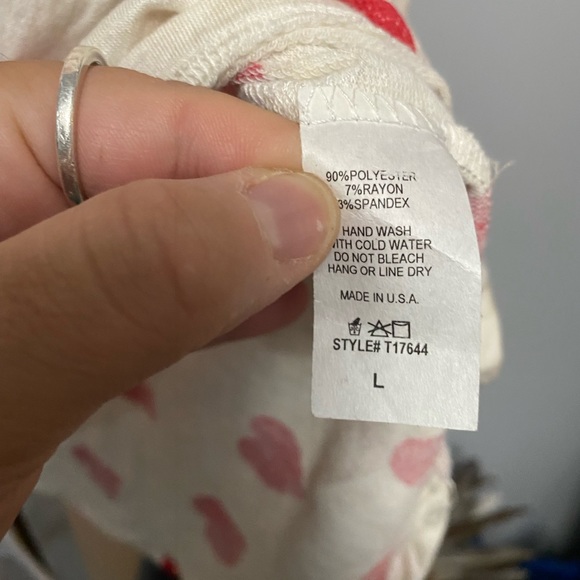 90%POLYESTER
7%RAYON
3%SPANDEX
HAND WASH
WITH COLD WATER
DO NOT BLEACH
HANG OR LINE DRY
MADE IN U.S.A.
STYLE# T17644
L